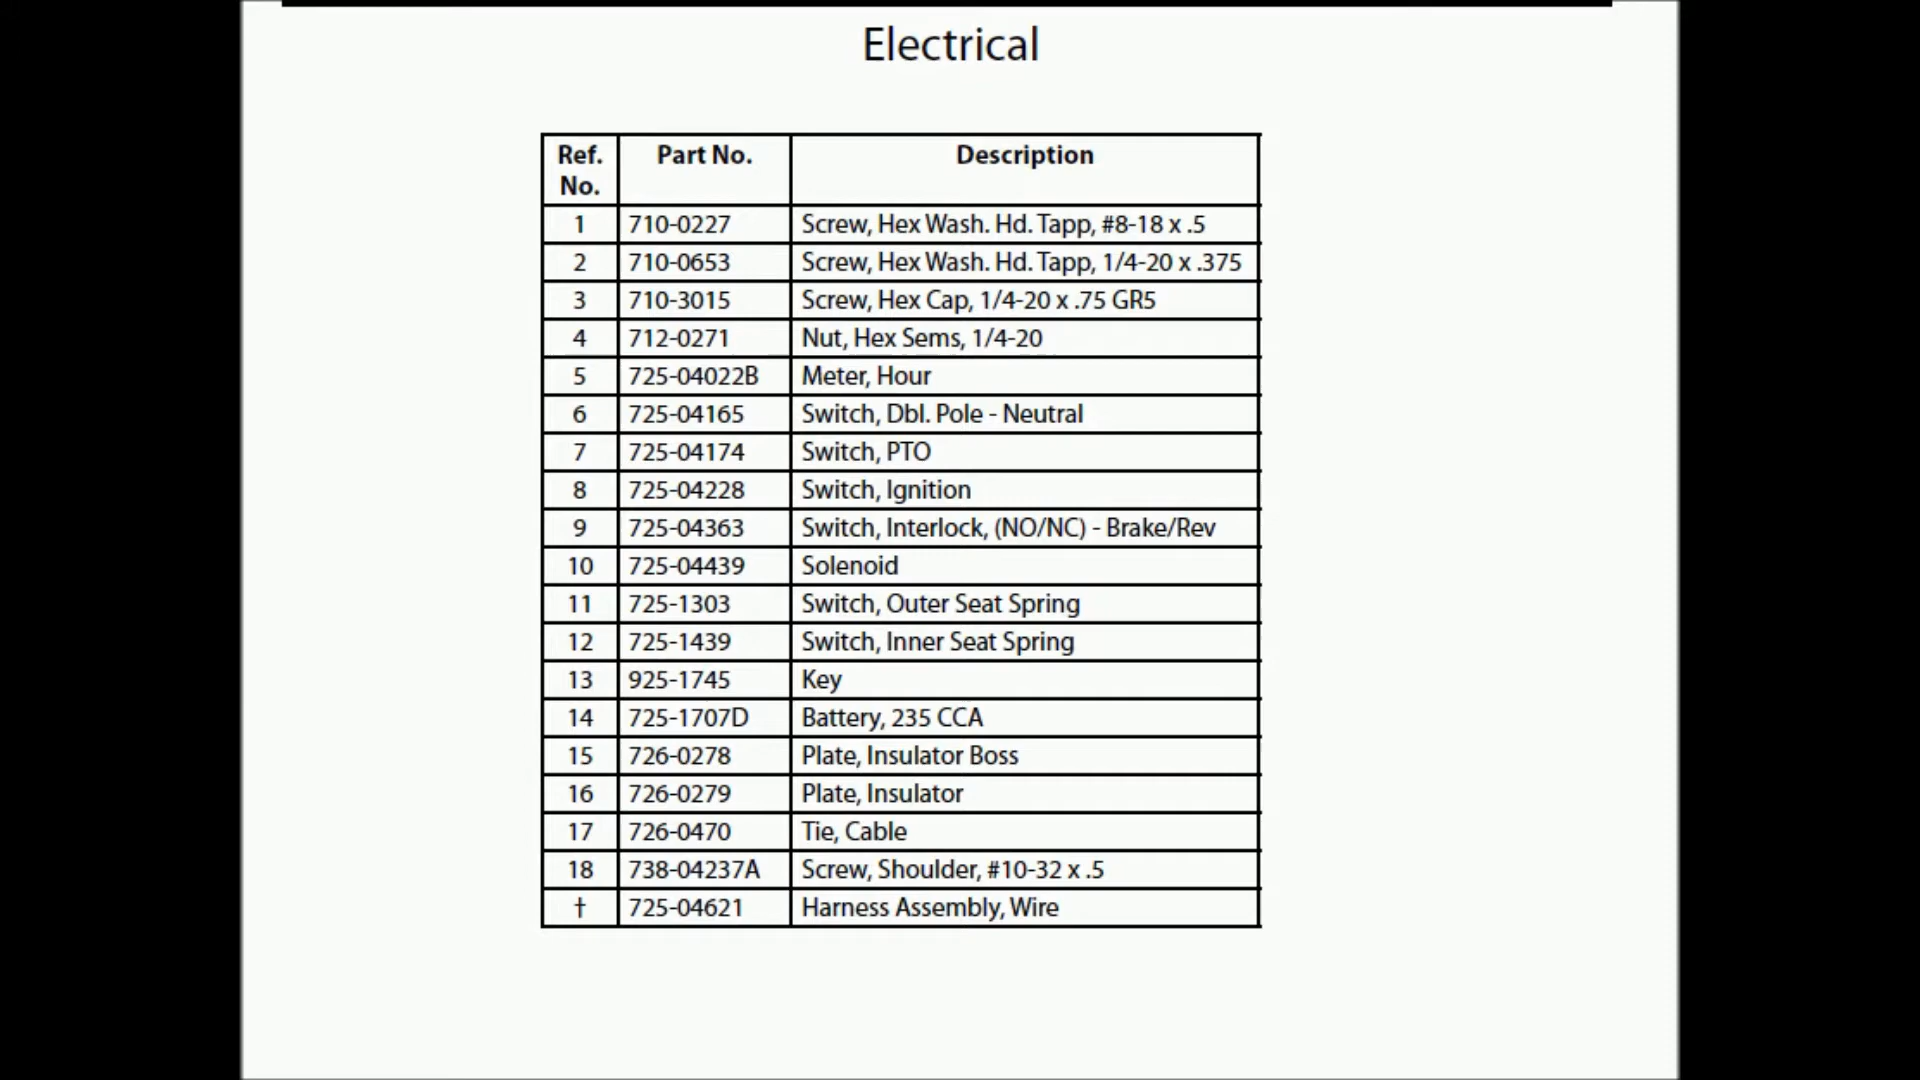 Electrical
Ref. No. Part No. Description
1 710-0227 Screw, Hex Wash. Hd. Tapp, #8-18 x .5
2 710-0653 Screw, Hex Wash. Hd. Tapp, 1/4-20 x .375
3 710-3015 Screw, Hex Cap, 1/4-20 x .75 GR5
4 712-0271 Nut, Hex Sems, 1/4-20
5 725-04022B Meter, Hour
6 725-04165 Switch, Dbl. Pole - Neutral
7 725-04174 Switch, PTO
8 725-04228 Switch, Ignition
9 725-04363 Switch, Interlock, (NO/NC) - Brake/Rev
10 725-04439 Solenoid
11 725-1303 Switch, Outer Seat Spring
12 725-1439 Switch, Inner Seat Spring
13 925-1745 Key
14 725-1707D Battery, 235 CCA
15 726-0278 Plate, Insulator Boss
16 726-0279 Plate, Insulator
17 726-0470 Tie, Cable
18 738-04237A Screw, Shoulder, #10-32 x .5
† 725-04621 Harness Assembly, Wire